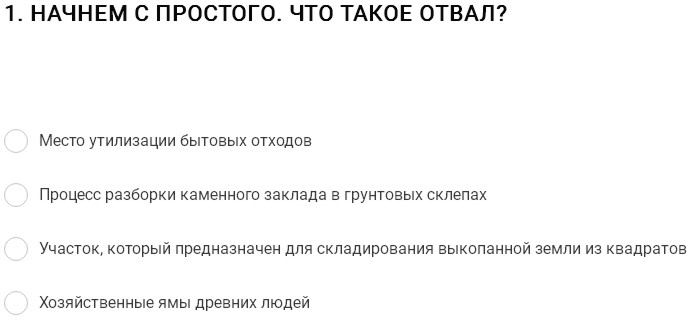 1. НАЧНЕМ С ПРОСТОГО. ЧТО ТАКОЕ ОТВАЛ?
Место утилизации бытовых отходов
Процесс разборки каменного заклада в грунтовых склепах
Участок, который предназначен для складирования выкопанной земли из квадратов
Хозяйственные ямы древних людей